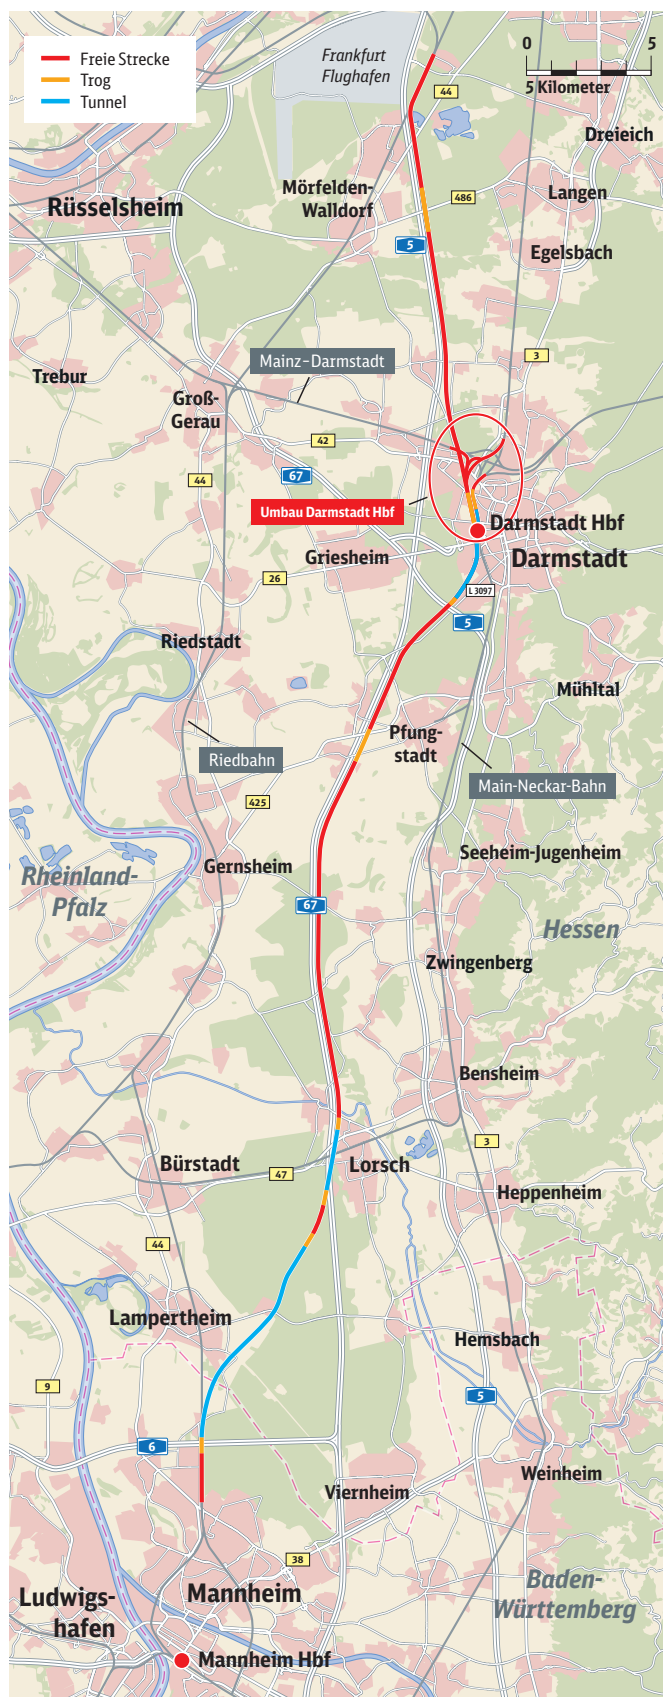 Freie Strecke
Trog
Tunnel
Frankfurt
Flughafen
0
5
5 Kilometer
44
Dreieich
Rüsselsheim
Mörfelden-
Walldorf
486
Langen
5
Egelsbach
Mainz–Darmstadt
3
Trebur
Groß-
Gerau
42
67
44
Umbau Darmstadt Hbf
Darmstadt Hbf
Darmstadt
Griesheim
26
L 3097
5
Riedstadt
Mühltal
Pfung-
stadt
Riedbahn
Main-Neckar-Bahn
425
Seeheim-Jugenheim
Gernsheim
Rheinland-
Pfalz
67
Hessen
Zwingenberg
Bensheim
3
Bürstadt
47
Lorsch
Heppenheim
44
Lampertheim
Hemsbach
9
5
6
Weinheim
Viernheim
38
Ludwigs-
hafen
Mannheim
Baden-
Württemberg
Mannheim Hbf